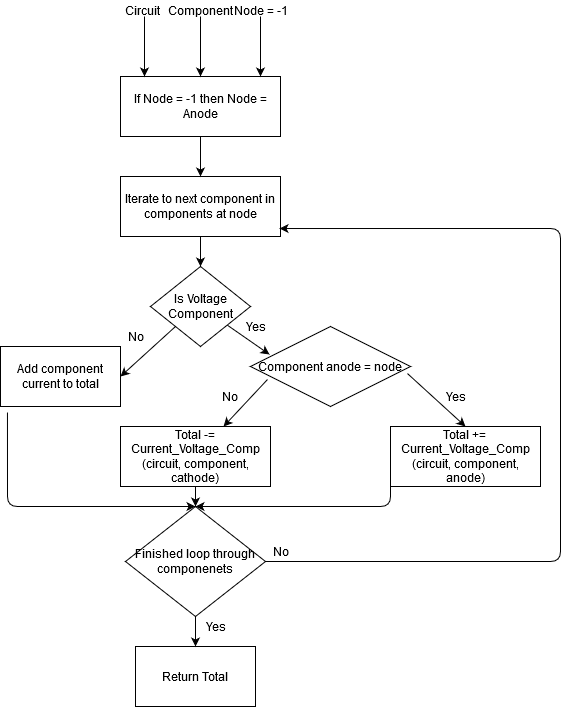 Circuit Component Node = -1
If Node = -1 then Node =
Anode
Iterate to next component in
components at node
Is Voltage
Component
No
Yes
Add component
current to total
Component anode = node
No
Yes
Total -=
Current_Voltage_Comp
(circuit, component,
cathode)
Total +=
Current_Voltage_Comp
(circuit, component,
anode)
Finished loop through
componenets
No
Yes
Return Total